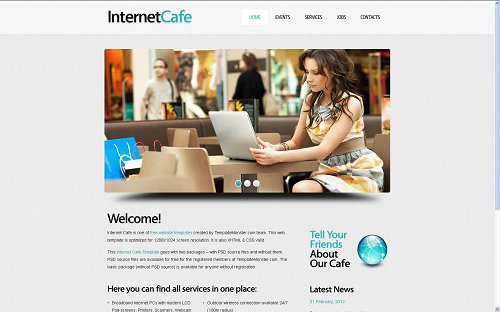 InternetCafe
HOME EVENTS SERVICES JOBS CONTACTS
Welcome!
Internet Cafe is one of free website templates created by TemplateMonster.com team. This web
template is optimized for 1280X1024 screen resolution. It is also XHTML & CSS valid.
This Internet Cafe Template goes with two packages – with PSD source files and without them.
PSD source files are available for free for the registered members of TemplateMonster.com. The
basic package (without PSD source) is available for anyone without registration.
Here you can find all services in one place:
Broadband Internet PCs with modern LCD
Flat-screens, Printers, Scanners, Webcam
Outdoor wireless connection available 24/7
(100m radius)
Tell Your
Friends
About
Our Cafe
Latest News
21 February, 2012